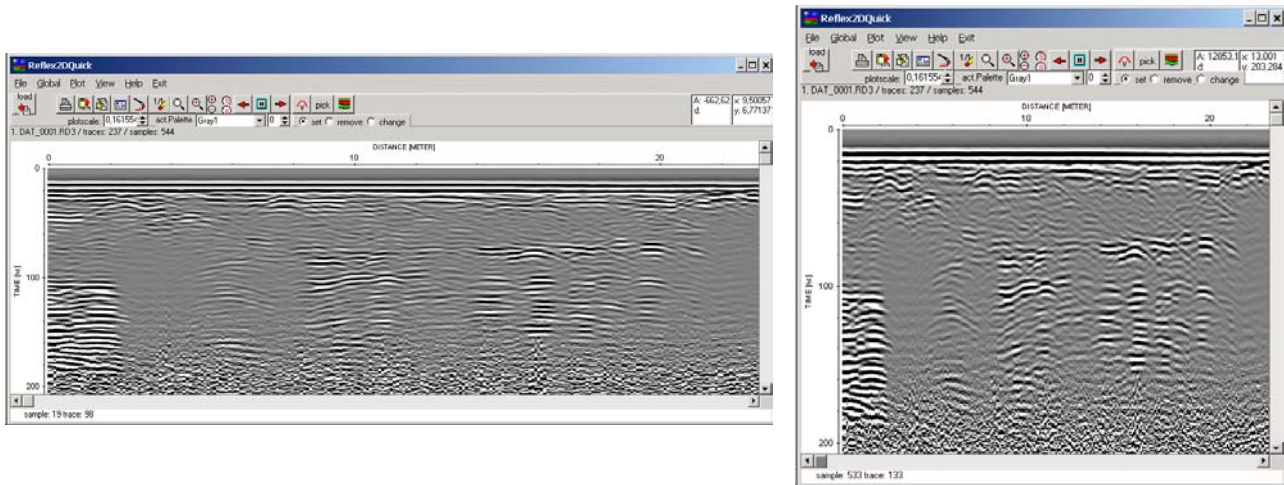 Reflex2DQuick
File Global Plot View Help Exit
load
pick
A: -662,62 x: 9,50057
d: y: 6,77137
plotscale: 0,16155 act.Palette Gray1 0 set remove change
1. DAT_0001.RD3 / traces: 237 / samples: 544
DISTANCE [METER]
0 10 20
0
100
200
TIME [ns]
sample: 19 trace: 98
Reflex2DQuick
File Global Plot View Help Exit
load
pick
A: 12853,1 x: 13,001
d y: 203,284
plotscale: 0,16155 act.Palette Gray1 0 set remove change
1. DAT_0001.RD3 / traces: 237 / samples: 544
DISTANCE [METER]
0 10 20
0
100
200
TIME [ns]
sample: 533 trace: 133